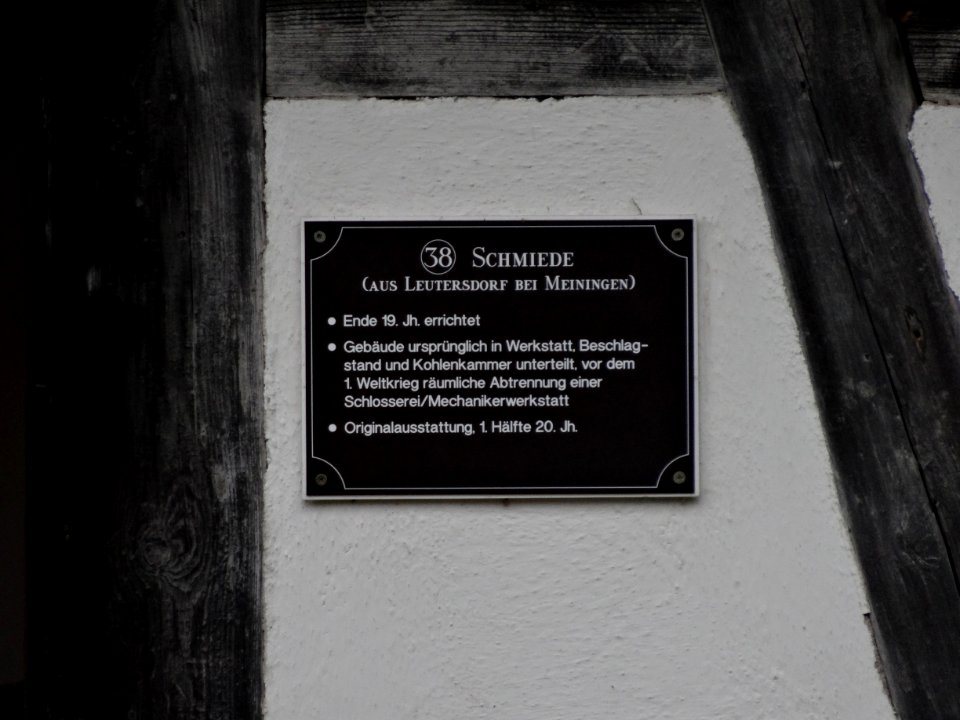 38 SCHMIEDE
(AUS LEUTERSDORF BEI MEININGEN)
• Ende 19. Jh. errichtet
• Gebäude ursprünglich in Werkstatt, Beschlag-
stand und Kohlenkammer unterteilt, vor dem
1. Weltkrieg räumliche Abtrennung einer
Schlosserei/Mechanikerwerkstatt
• Originalausstattung, 1. Hälfte 20. Jh.